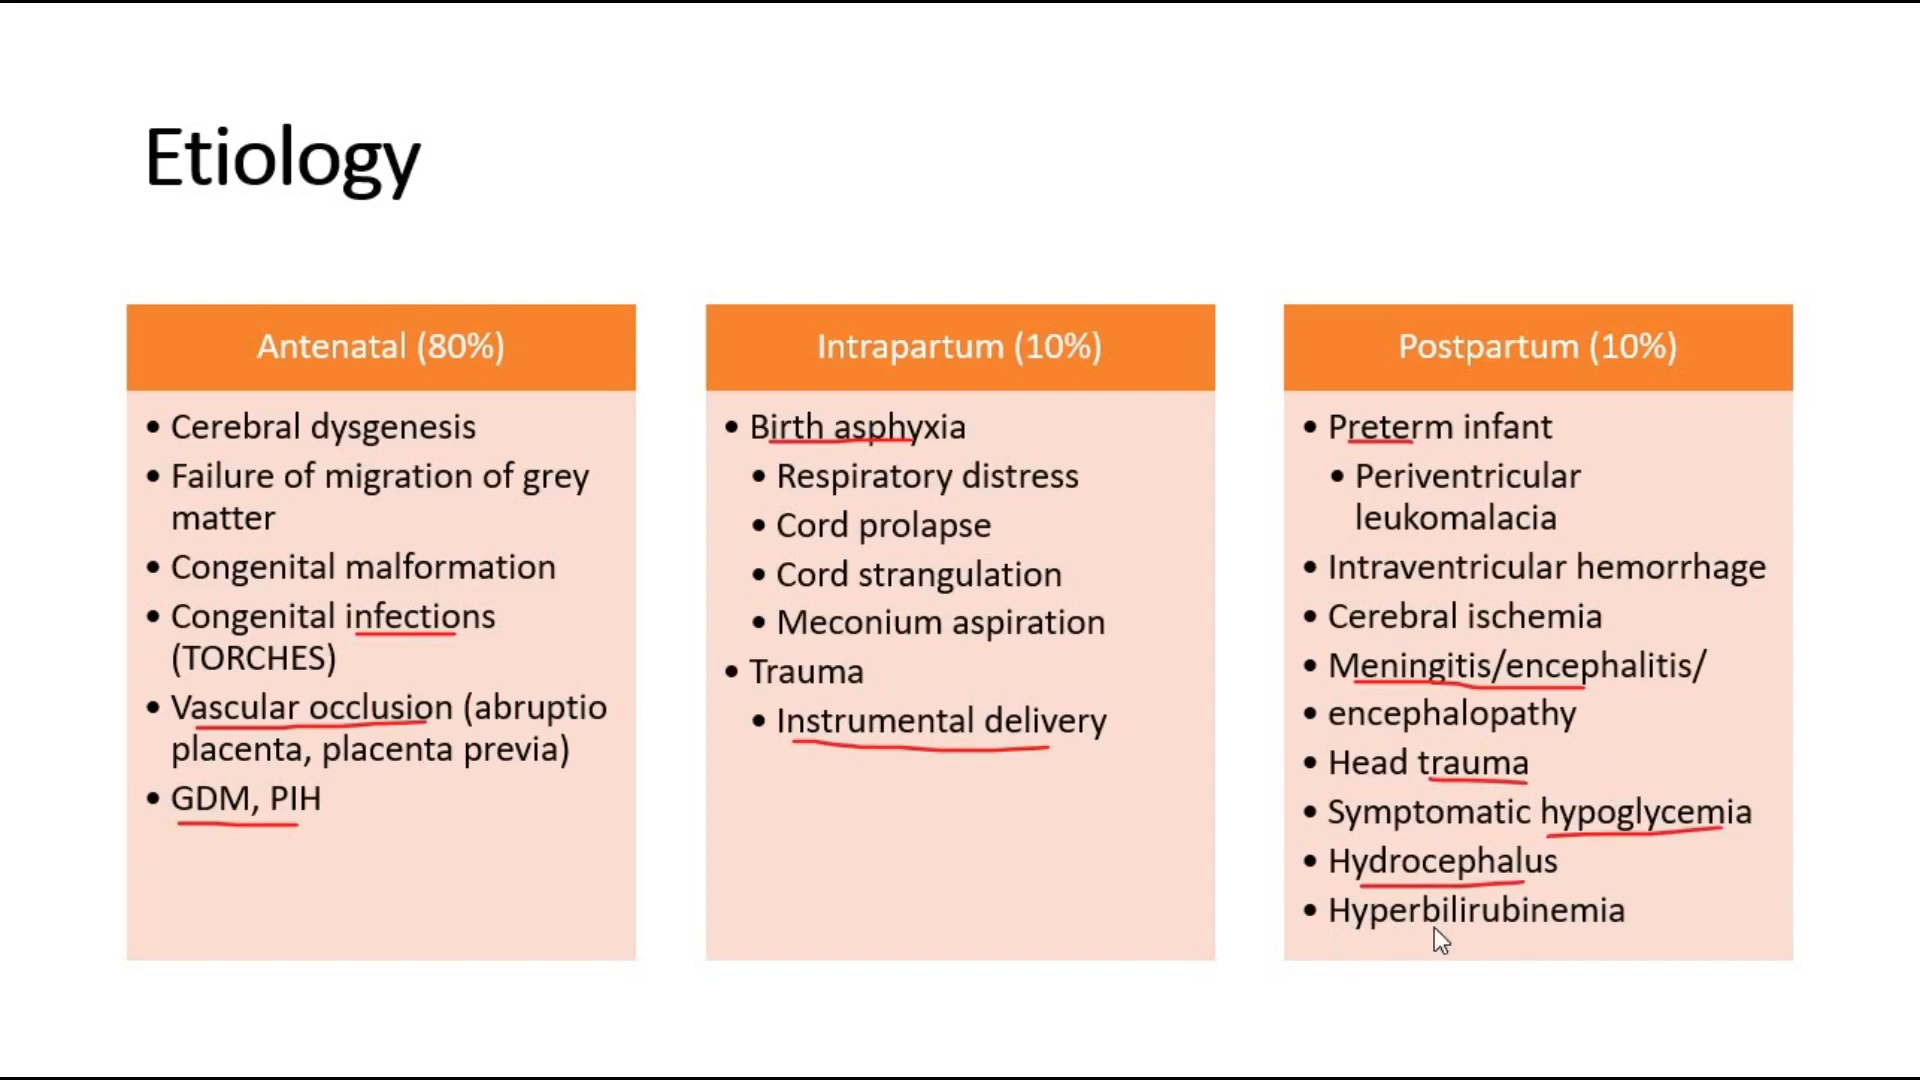 Etiology
Antenatal (80%)
• Cerebral dysgenesis
• Failure of migration of grey
matter
• Congenital malformation
• Congenital infections
(TORCHES)
• Vascular occlusion (abruptio
placenta, placenta previa)
• GDM, PIH
Intrapartum (10%)
• Birth asphyxia
• Respiratory distress
• Cord prolapse
• Cord strangulation
• Meconium aspiration
• Trauma
• Instrumental delivery
Postpartum (10%)
• Preterm infant
• Periventricular
leukomalacia
• Intraventricular hemorrhage
• Cerebral ischemia
• Meningitis/encephalitis/
• encephalopathy
• Head trauma
• Symptomatic hypoglycemia
• Hydrocephalus
• Hyperbilirubinemia